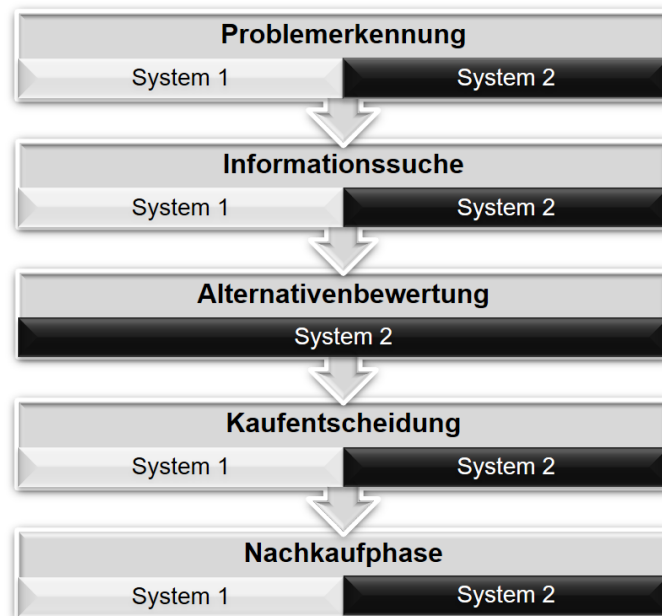 Problemerkennung
System 1 System 2
Informationssuche
System 1 System 2
Alternativenbewertung
System 2
Kaufentscheidung
System 1 System 2
Nachkaufphase
System 1 System 2